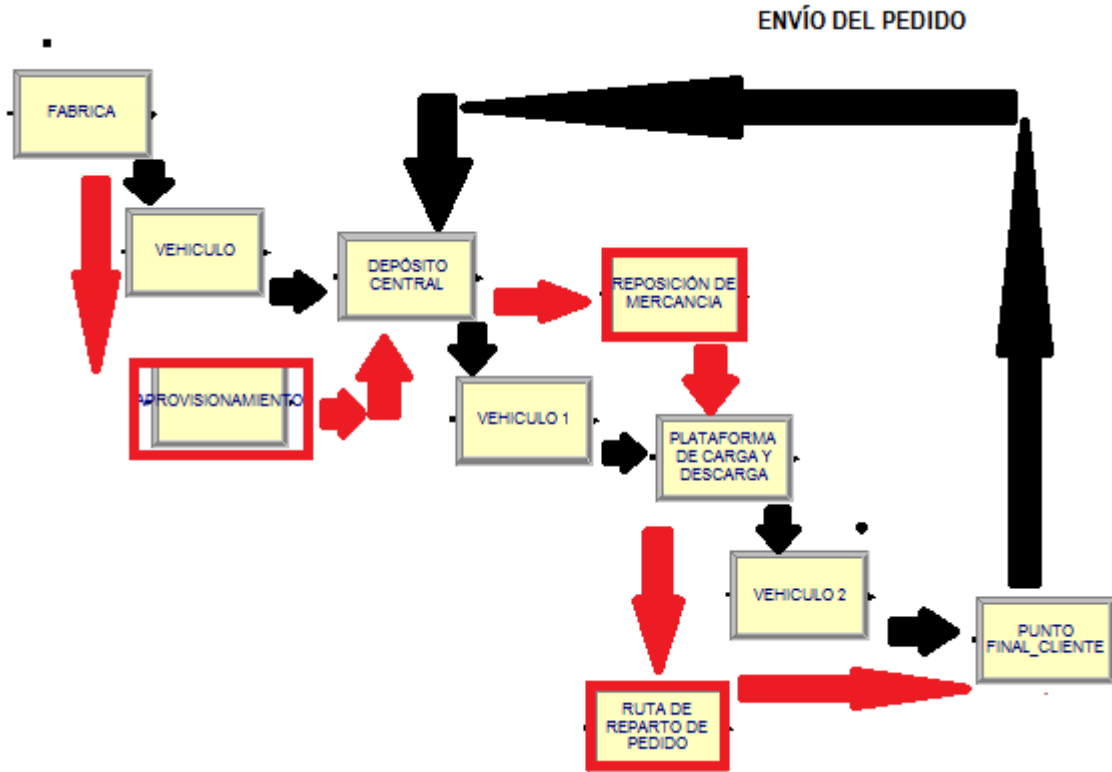 ENVÍO DEL PEDIDO
FABRICA
VEHICULO
DEPÓSITO
CENTRAL
REPOSICIÓN DE
MERCANCIA
APROVISIONAMIENTO
VEHICULO 1
PLATAFORMA
DE CARGA Y
DESCARGA
VEHICULO 2
PUNTO
FINAL_CLIENTE
RUTA DE
REPARTO DE
PEDIDO